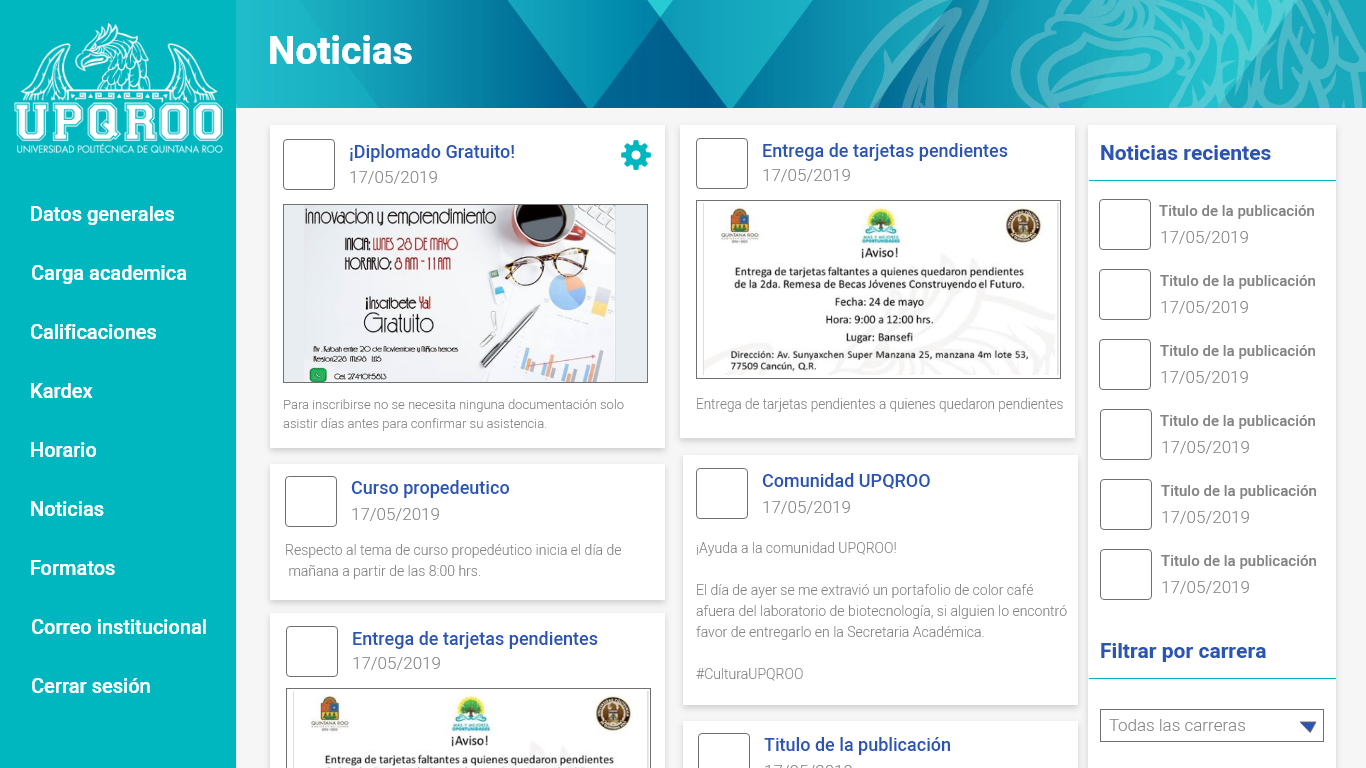 UPQROO
UNIVERSIDAD POLITÉCNICA DE QUINTANA ROO
Datos generales
Carga academica
Calificaciones
Kardex
Horario
Noticias
Formatos
Correo institucional
Cerrar sesión
Noticias
¡Diplomado Gratuito!
17/05/2019
innovacion y emprendimiento
INICIA: LUNES 28 DE MAYO
HORARIO: 8 AM - 11 AM
¡Inscribete Ya!
Gratuito
Av. Kabah entre 20 de Noviembre y Niños heroes
Para inscribirse no se necesita ninguna documentación solo
asistir días antes para confirmar su asistencia.
Curso propedeutico
17/05/2019
Respecto al tema de curso propedéutico inicia el día de
mañana a partir de las 8:00 hrs.
Entrega de tarjetas pendientes
17/05/2019
QUINTANA ROO
MÁS Y MEJORES
OPORTUNIDADES
¡Aviso!
Entrega de tarjetas faltantes a quienes quedaron pendientes
Entrega de tarjetas pendientes
17/05/2019
QUINTANA ROO
MÁS Y MEJORES
OPORTUNIDADES
¡Aviso!
Entrega de tarjetas faltantes a quienes quedaron pendientes
de la 2da. Remesa de Becas Jóvenes Construyendo el Futuro.
Fecha: 24 de mayo
Hora: 9:00 a 12:00 hrs.
Lugar: Bansefi
Dirección: Av. Sunyaxchen Super Manzana 25, manzana 4m lote 53,
77509 Cancún, Q.R.
Entrega de tarjetas pendientes a quienes quedaron pendientes
Comunidad UPQROO
17/05/2019
¡Ayuda a la comunidad UPQROO!
El día de ayer se me extravió un portafolio de color café
afuera del laboratorio de biotecnología, si alguien lo encontró
favor de entregarlo en la Secretaria Académica.
#CulturaUPQROO
Titulo de la publicación
17/05/2019
Noticias recientes
Titulo de la publicación
17/05/2019
Titulo de la publicación
17/05/2019
Titulo de la publicación
17/05/2019
Titulo de la publicación
17/05/2019
Titulo de la publicación
17/05/2019
Titulo de la publicación
17/05/2019
Filtrar por carrera
Todas las carreras